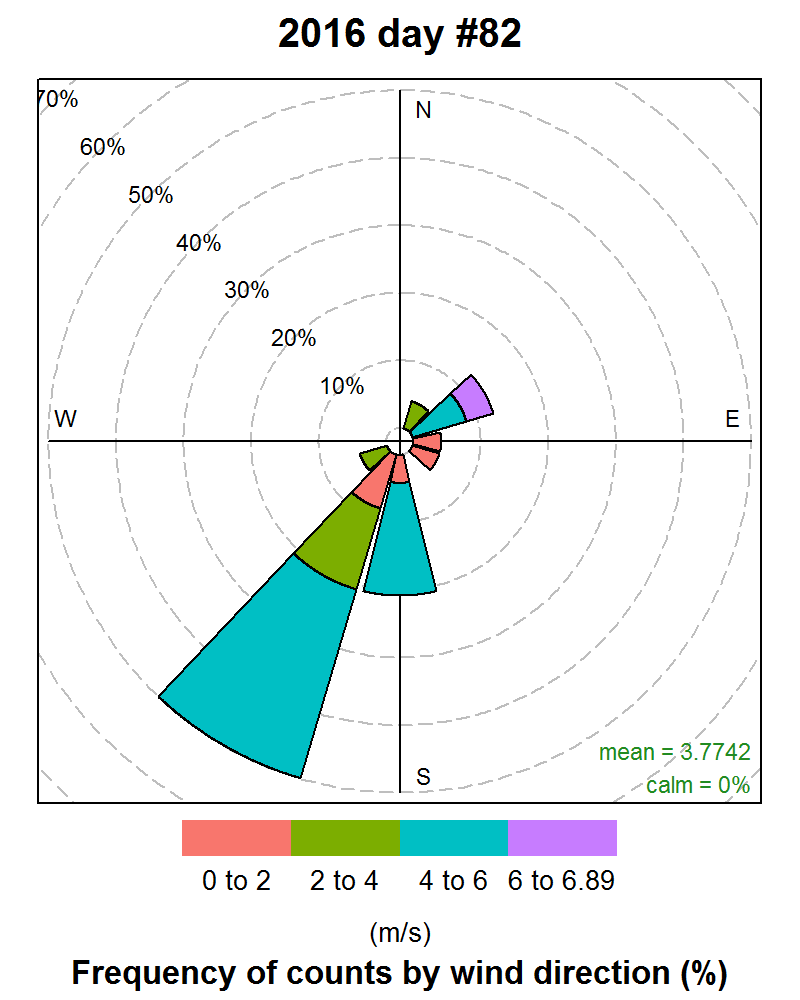 2016 day #82
70%
N
60%
50%
40%
30%
20%
10%
W
E
mean = 3.7742
S
calm = 0%
0 to 2 2 to 4 4 to 6 6 to 6.89
(m/s)
Frequency of counts by wind direction (%)